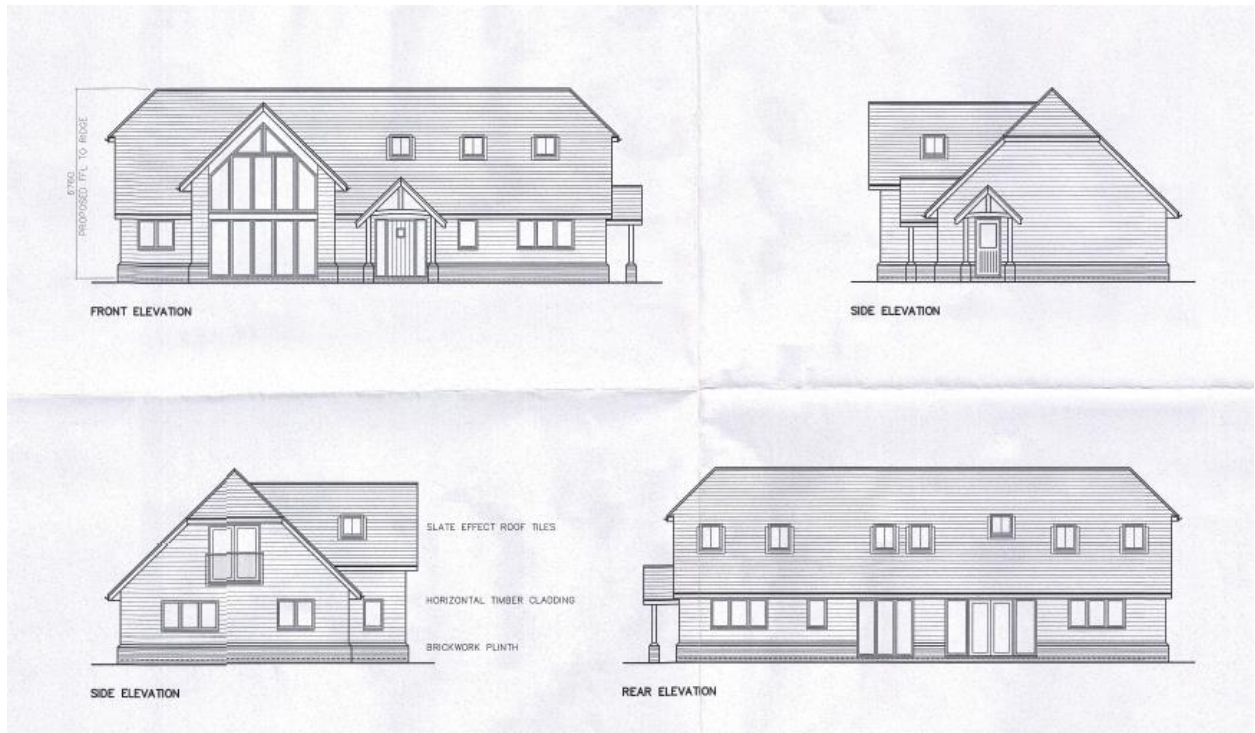 6760
PROPOSED FFL TO RIDGE
FRONT ELEVATION
SIDE ELEVATION
SLATE EFFECT ROOF TILES
HORIZONTAL TIMBER CLADDING
BRICKWORK PLINTH
SIDE ELEVATION
REAR ELEVATION